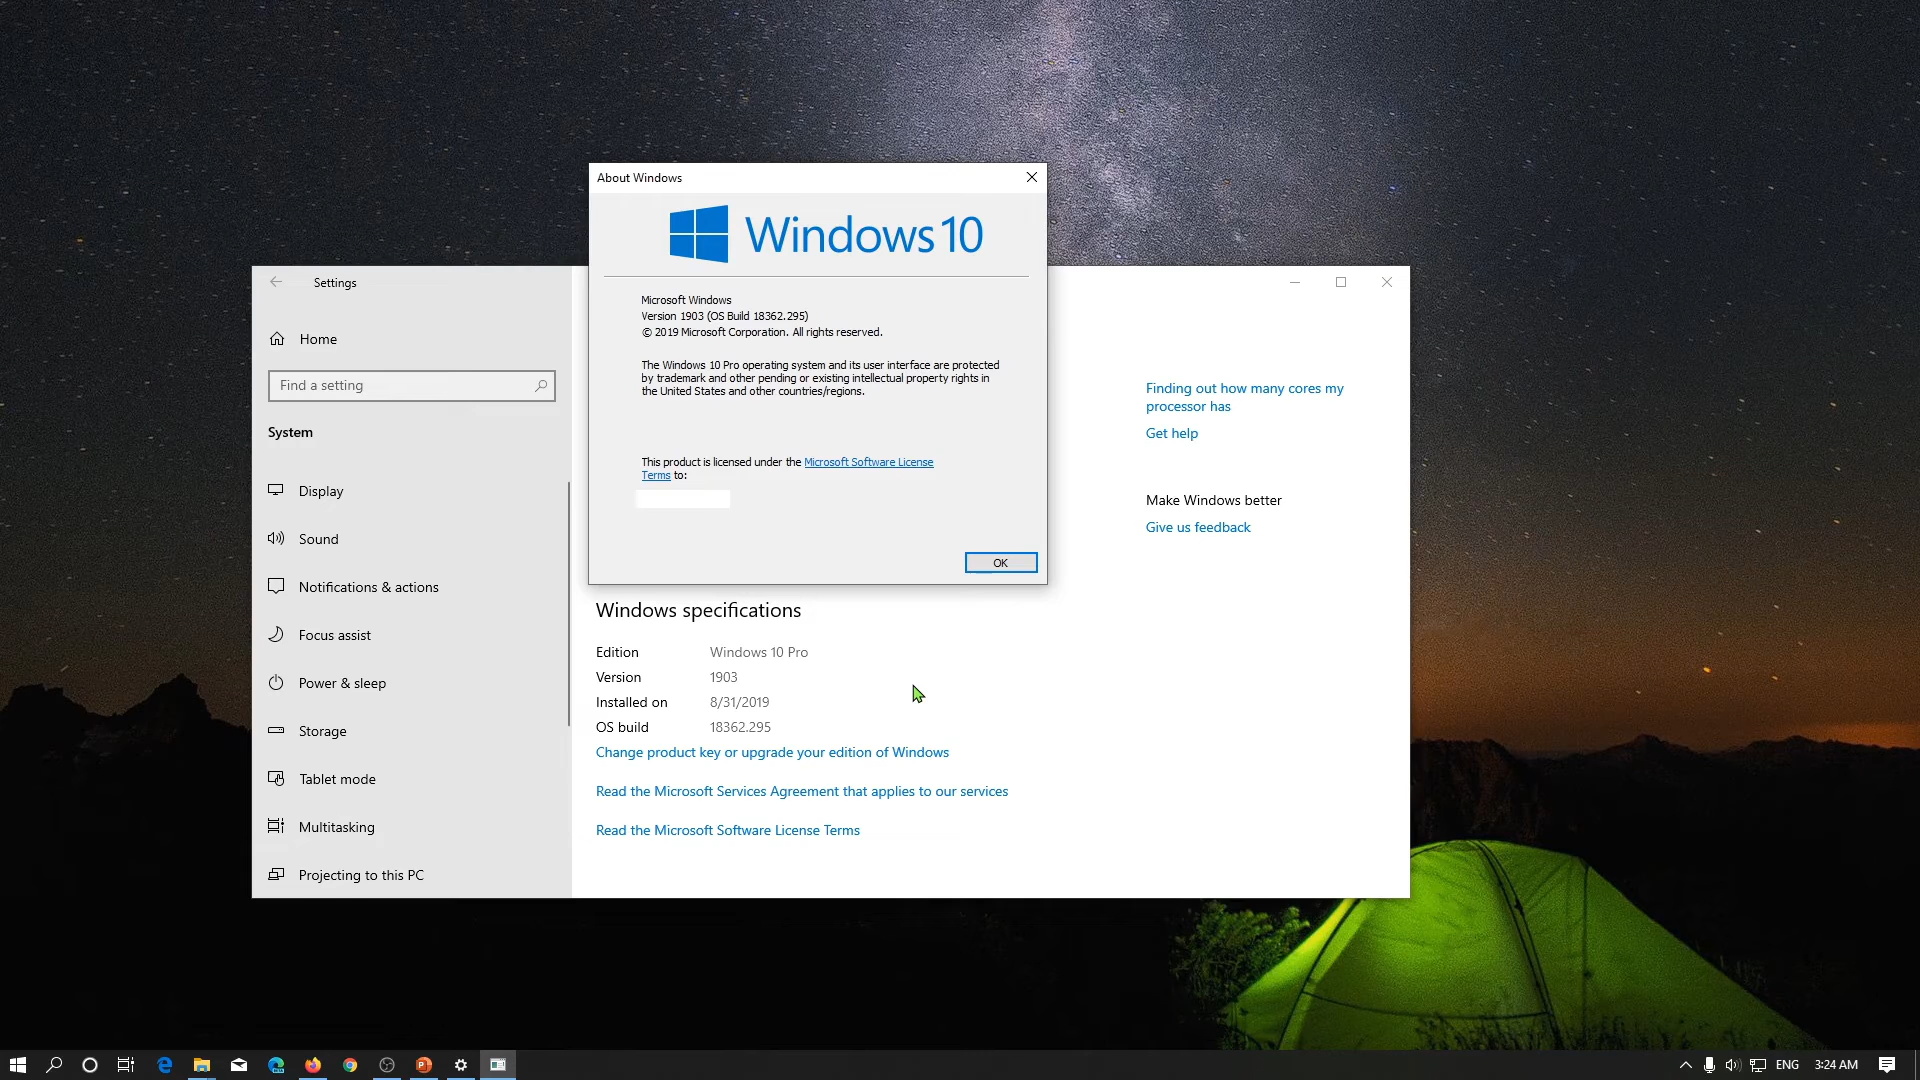 About Windows
Windows 10
Microsoft Windows
Version 1903 (OS Build 18362.295)
© 2019 Microsoft Corporation. All rights reserved.
The Windows 10 Pro operating system and its user interface are protected
by trademark and other pending or existing intellectual property rights in
the United States and other countries/regions.
This product is licensed under the Microsoft Software License
Terms to:
OK
Settings
Home
Find a setting
System
Display
Sound
Notifications & actions
Focus assist
Power & sleep
Storage
Tablet mode
Multitasking
Projecting to this PC
Windows specifications
Edition Windows 10 Pro
Version 1903
Installed on 8/31/2019
OS build 18362.295
Change product key or upgrade your edition of Windows
Read the Microsoft Services Agreement that applies to our services
Read the Microsoft Software License Terms
Finding out how many cores my
processor has
Get help
Make Windows better
Give us feedback
ENG 3:24 AM